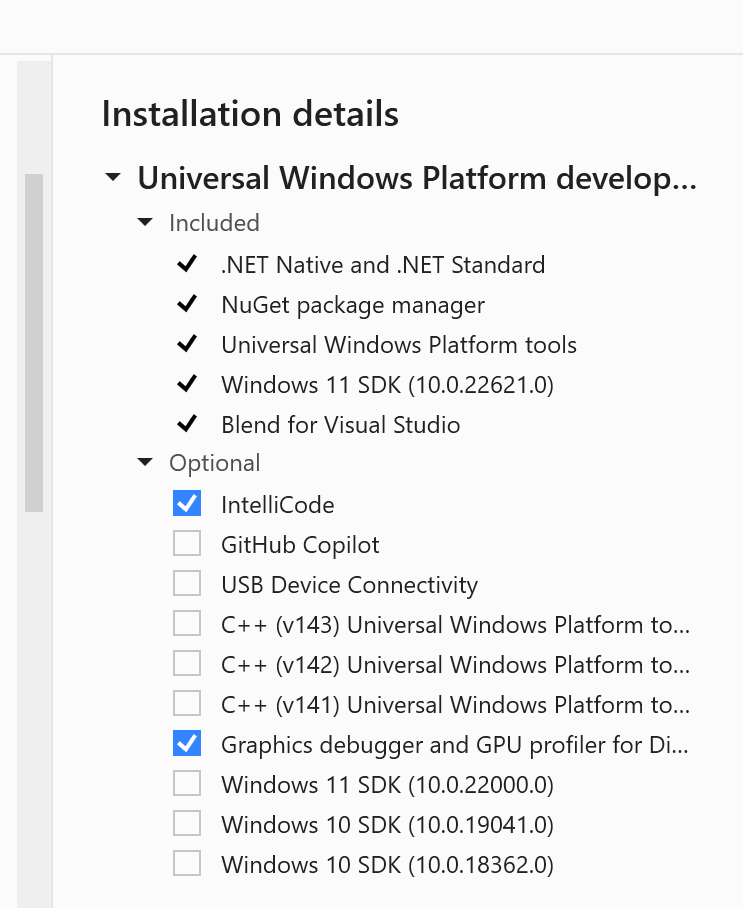 Installation details
Universal Windows Platform develop...
Included
.NET Native and .NET Standard
NuGet package manager
Universal Windows Platform tools
Windows 11 SDK (10.0.22621.0)
Blend for Visual Studio
Optional
IntelliCode
GitHub Copilot
USB Device Connectivity
C++ (v143) Universal Windows Platform to...
C++ (v142) Universal Windows Platform to...
C++ (v141) Universal Windows Platform to...
Graphics debugger and GPU profiler for Di...
Windows 11 SDK (10.0.22000.0)
Windows 10 SDK (10.0.19041.0)
Windows 10 SDK (10.0.18362.0)